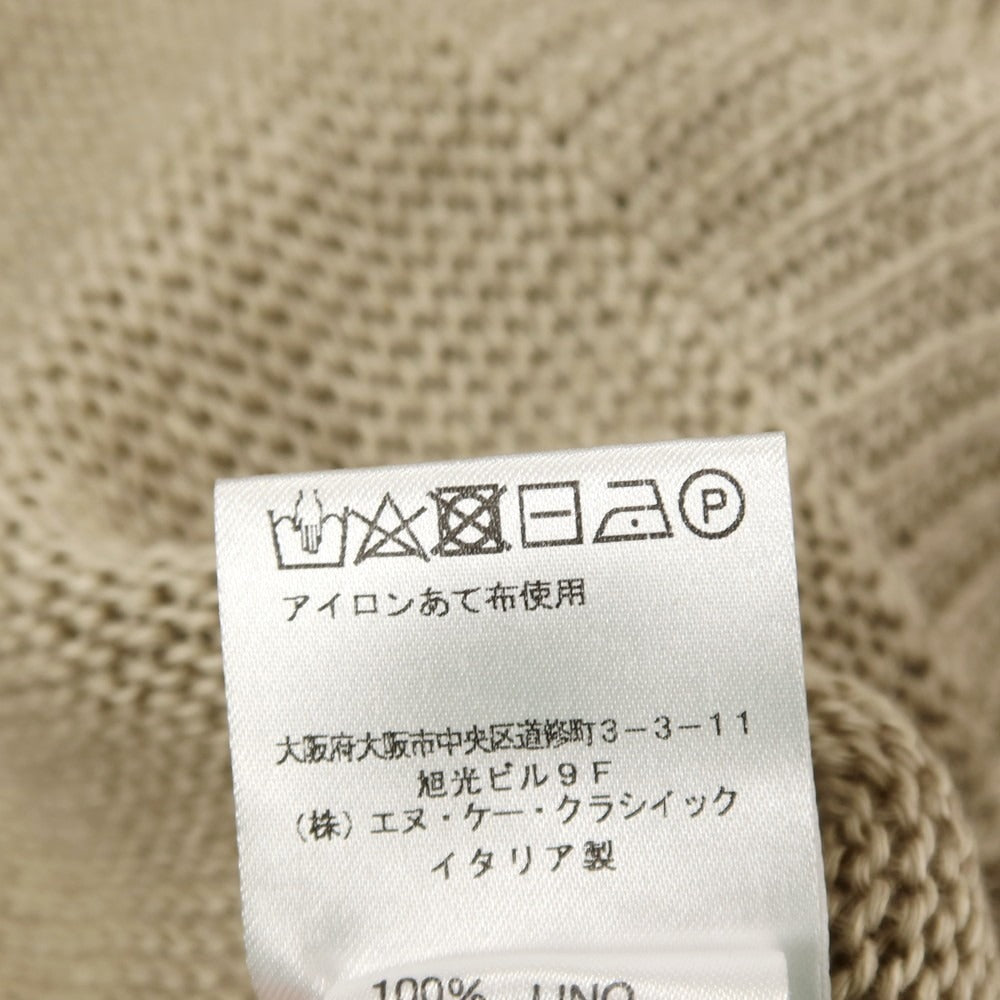 P
アイロンあて布使用
大阪府大阪市中央区道修町3-3-11
旭光ビル9F
(株)エヌ・ケー・クラシイック
イタリア製
100% LINO